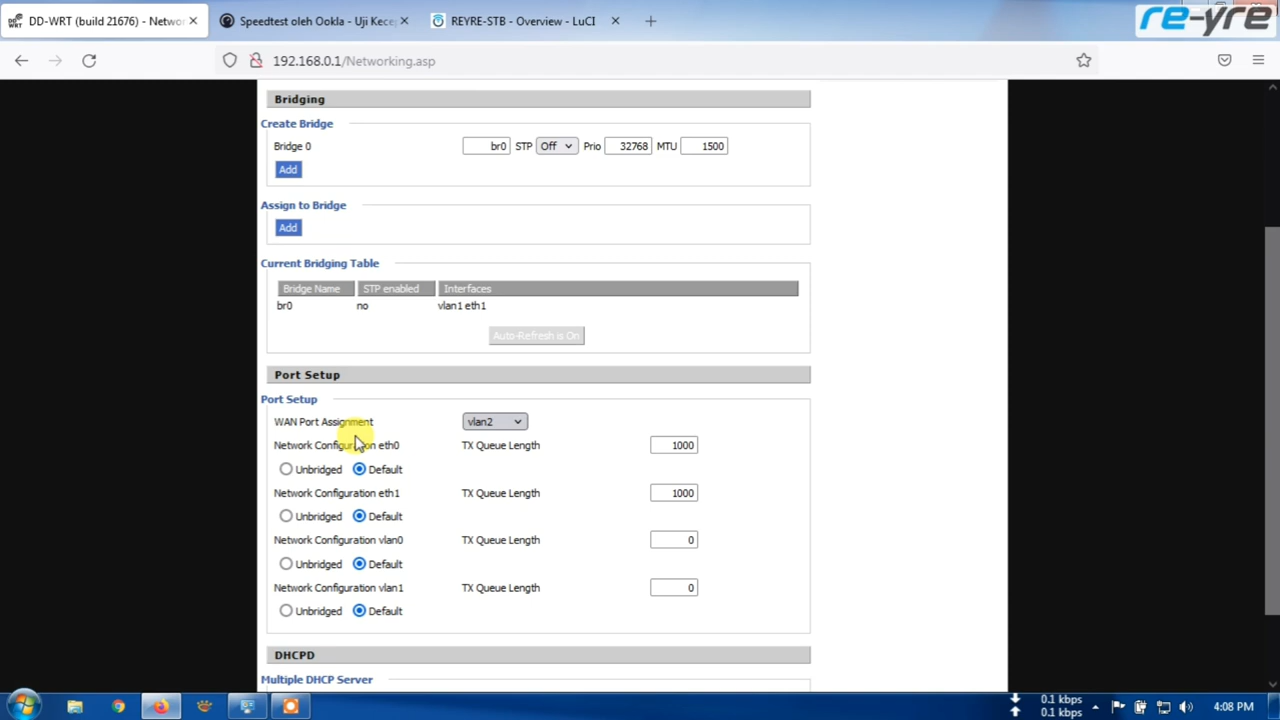 DD-WRT (build 21676) - Netwo
Speedtest oleh Ookla - Uji Kecep
REYRE-STB - Overview - LuCI
re-yre
192.168.0.1/Networking.asp
Bridging
Create Bridge
Bridge 0 br0 STP Off Prio 32768 MTU 1500
Add
Assign to Bridge
Add
Current Bridging Table
Bridge Name STP enabled Interfaces
br0 no vlan1 eth1
Auto-Refresh is On
Port Setup
Port Setup
WAN Port Assignment vlan2
Network Configuration eth0 TX Queue Length 1000
Unbridged Default
Network Configuration eth1 TX Queue Length 1000
Unbridged Default
Network Configuration vlan0 TX Queue Length 0
Unbridged Default
Network Configuration vlan1 TX Queue Length 0
Unbridged Default
DHCPD
Multiple DHCP Server
0.1 kbps
0.1 kbps
4:08 PM